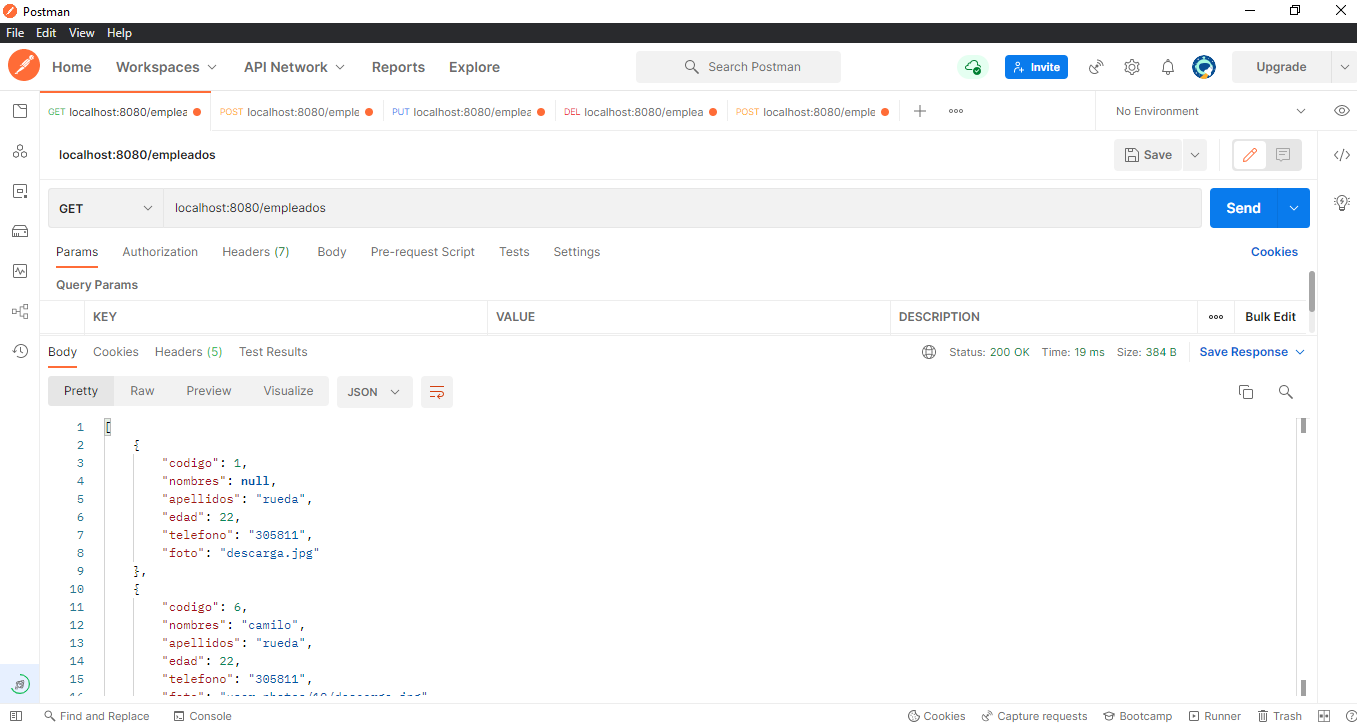 Postman
File Edit View Help
Home Workspaces API Network Reports Explore Search Postman Invite Upgrade
GET localhost:8080/emplea POST localhost:8080/emple PUT localhost:8080/emplea DEL localhost:8080/emplea POST localhost:8080/emple No Environment
localhost:8080/empleados Save
GET localhost:8080/empleados Send
Params Authorization Headers (7) Body Pre-request Script Tests Settings Cookies
Query Params
KEY VALUE DESCRIPTION Bulk Edit
Body Cookies Headers (5) Test Results Status: 200 OK Time: 19 ms Size: 384 B Save Response
Pretty Raw Preview Visualize JSON
1 [
2 {
3 "codigo": 1,
4 "nombres": null,
5 "apellidos": "rueda",
6 "edad": 22,
7 "telefono": "305811",
8 "foto": "descarga.jpg"
9 },
10 {
11 "codigo": 6,
12 "nombres": "camilo",
13 "apellidos": "rueda",
14 "edad": 22,
15 "telefono": "305811",
Find and Replace Console Cookies Capture requests Bootcamp Runner Trash